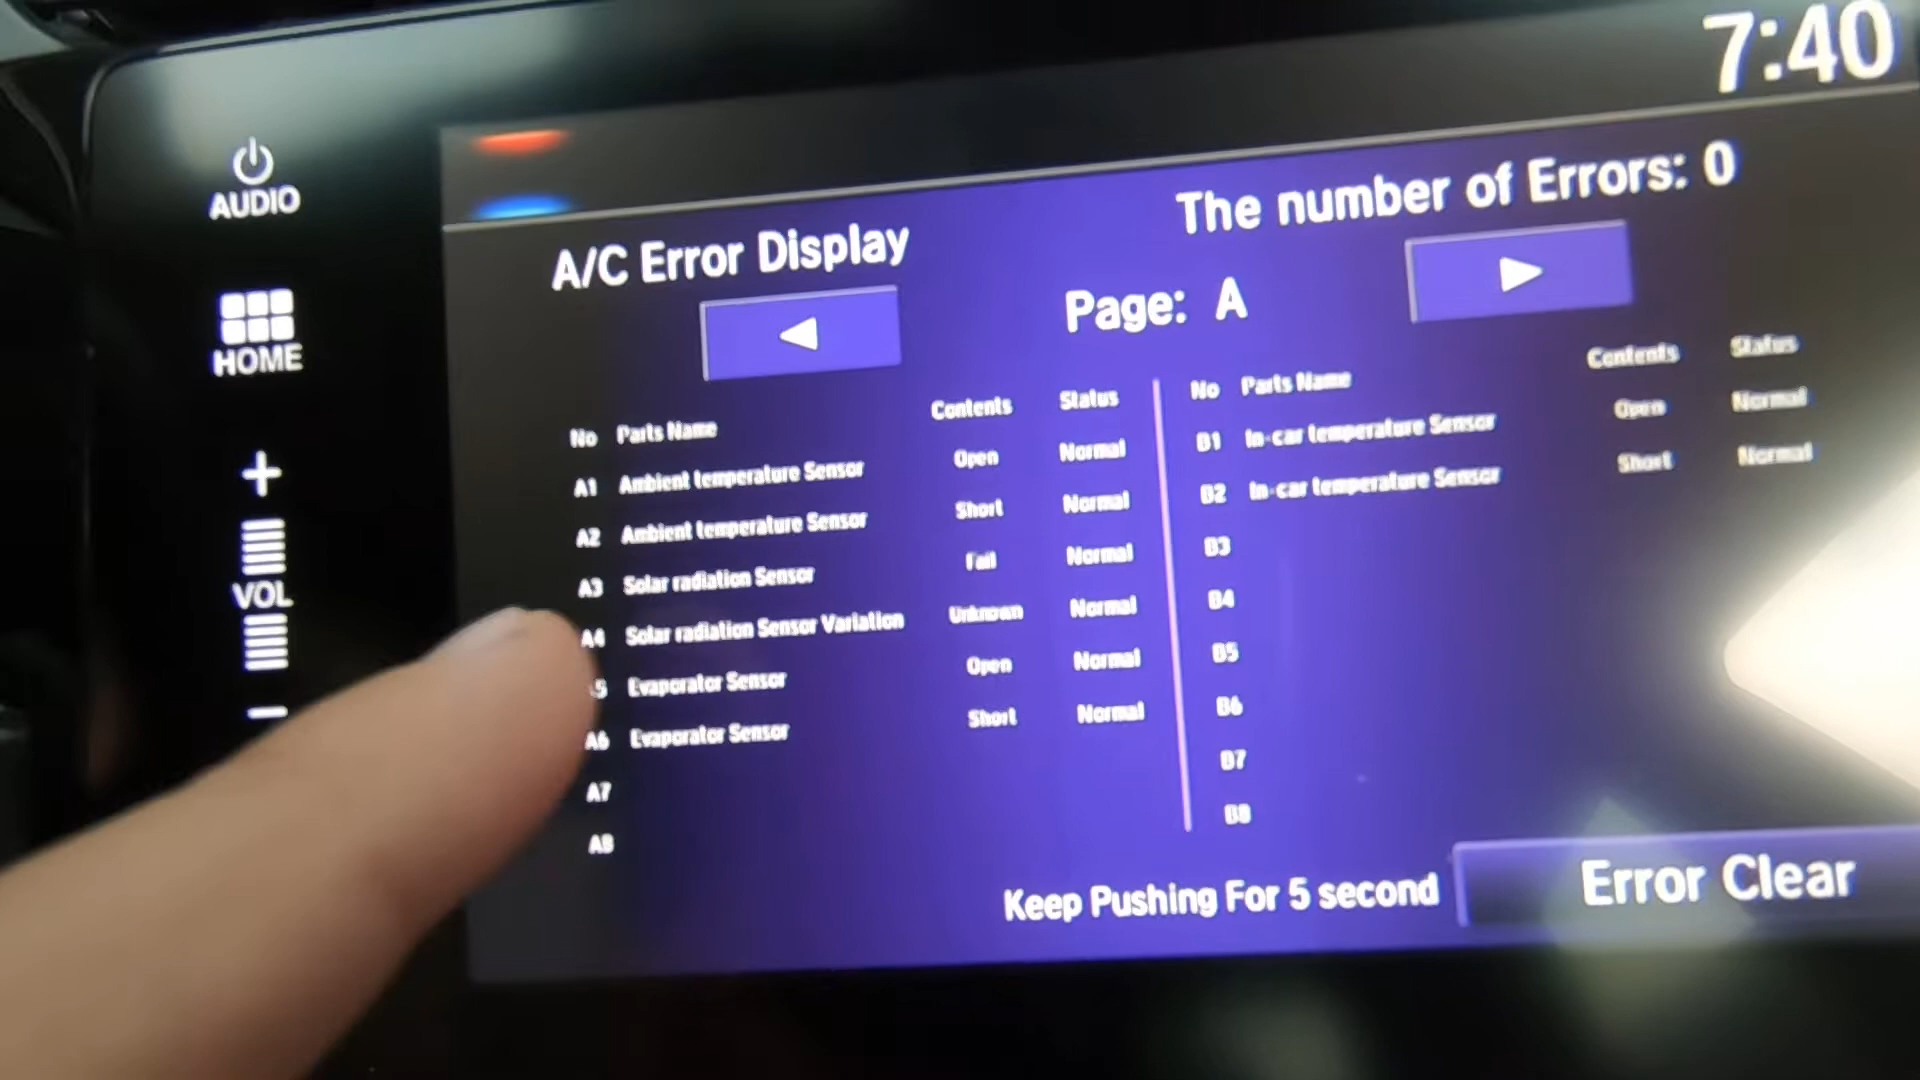 7:40
AUDIO
HOME
+
VOL
−
A/C Error Display
The number of Errors: 0
◀
Page: A
▶
No Parts Name Contents Status
A1 Ambient temperature Sensor Open Normal
A2 Ambient temperature Sensor Short Normal
A3 Solar radiation Sensor Fail Normal
A4 Solar radiation Sensor Variation Unknown Normal
5 Evaporator Sensor Open Normal
A6 Evaporator Sensor Short Normal
A7
A8
No Parts Name Contents Status
B1 In-car temperature Sensor Open Normal
B2 In-car temperature Sensor Short Normal
B3
B4
B5
B6
B7
B8
Keep Pushing For 5 second
Error Clear